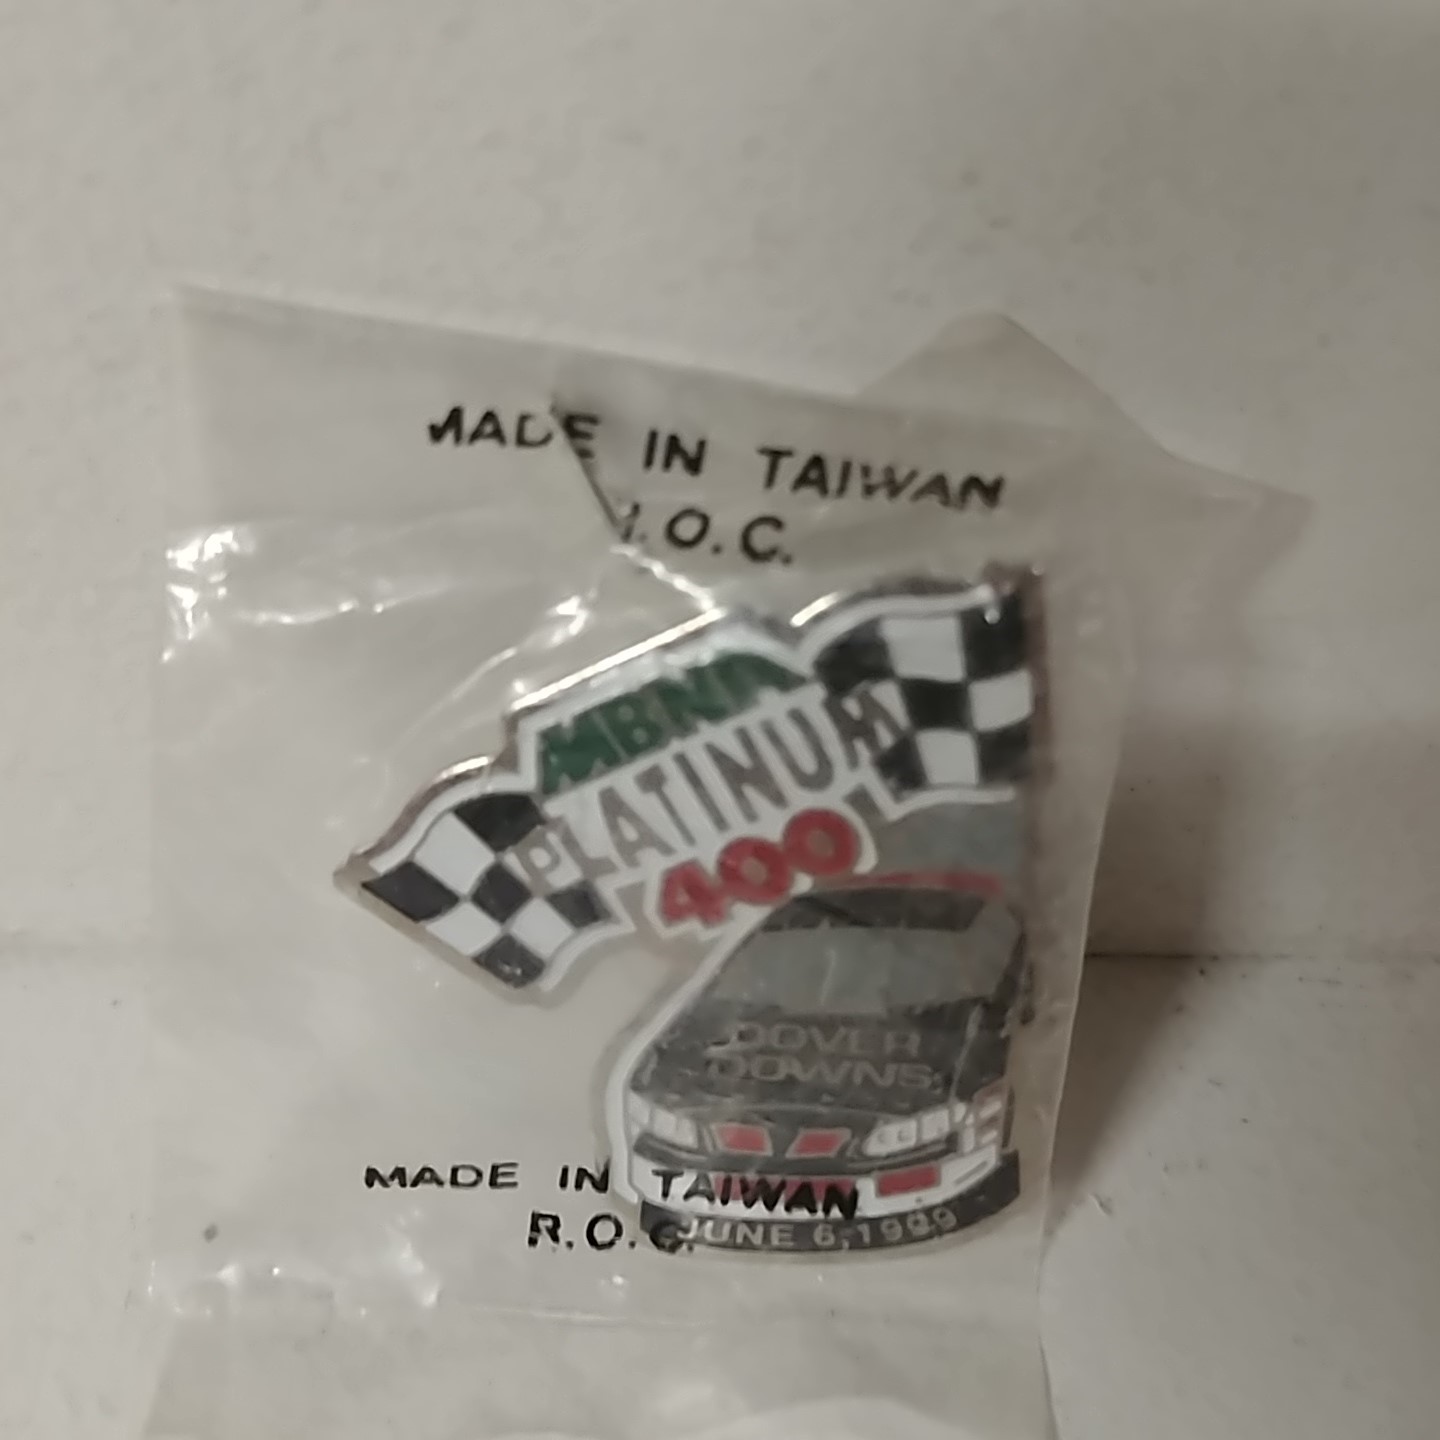 MADE IN TAIWAN
.O.C.
MBNA
PLATINUM
400
DOVER
DOWNS
MADE IN TAIWAN
R.O.C.
JUNE 6, 1999